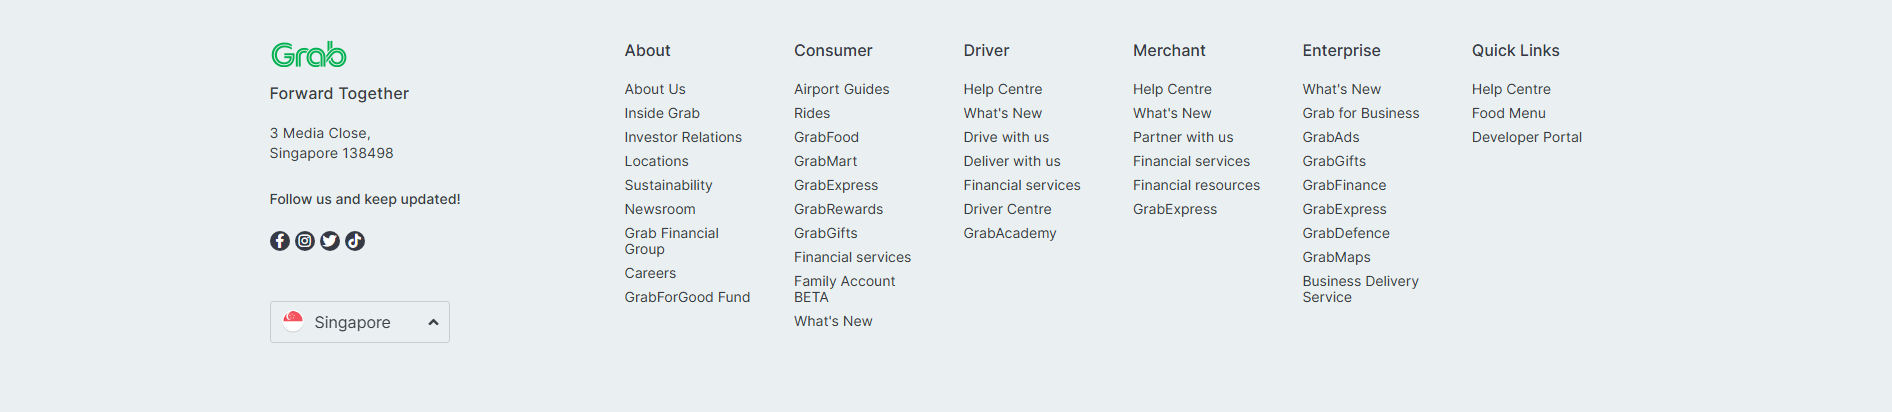 Grab
Forward Together
3 Media Close,
Singapore 138498
Follow us and keep updated!
Singapore
About
About Us
Inside Grab
Investor Relations
Locations
Sustainability
Newsroom
Grab Financial
Group
Careers
GrabForGood Fund
Consumer
Airport Guides
Rides
GrabFood
GrabMart
GrabExpress
GrabRewards
GrabGifts
Financial services
Family Account
BETA
What's New
Driver
Help Centre
What's New
Drive with us
Deliver with us
Financial services
Driver Centre
GrabAcademy
Merchant
Help Centre
What's New
Partner with us
Financial services
Financial resources
GrabExpress
Enterprise
What's New
Grab for Business
GrabAds
GrabGifts
GrabFinance
GrabExpress
GrabDefence
GrabMaps
Business Delivery
Service
Quick Links
Help Centre
Food Menu
Developer Portal